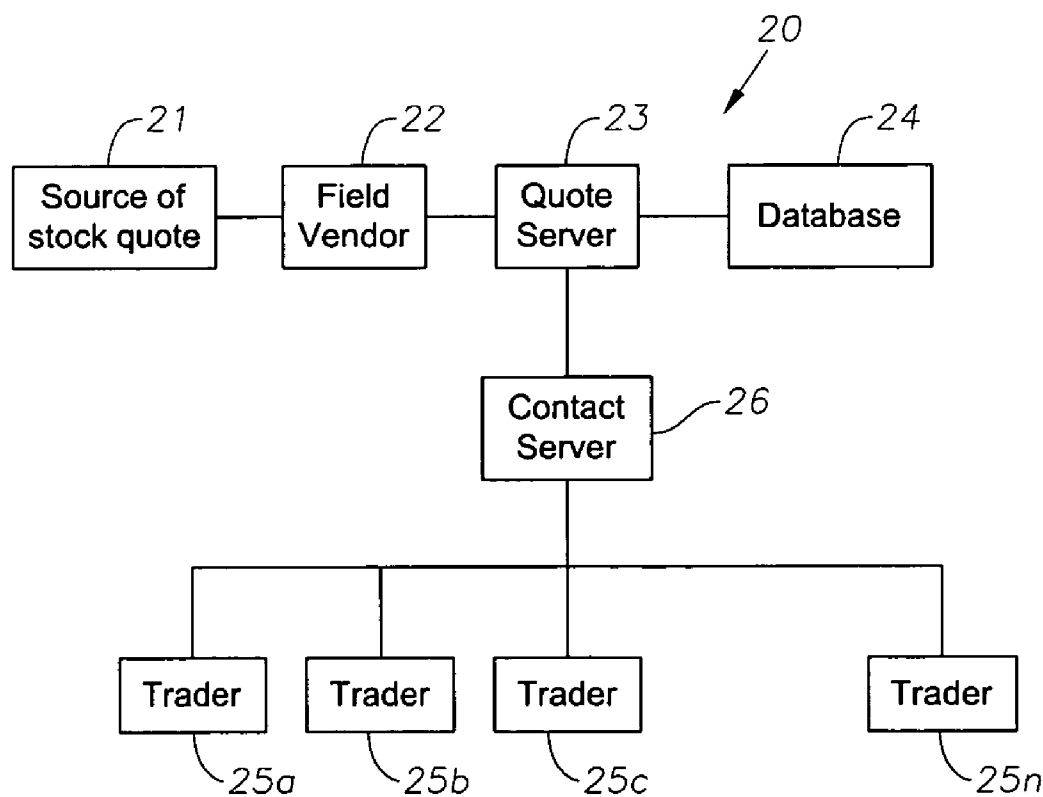 20
21
22
23
24
Source of
stock quote
Field
Vendor
Quote
Server
Database
Contact
Server
26
Trader
Trader
Trader
Trader
25a
25b
25c
25n